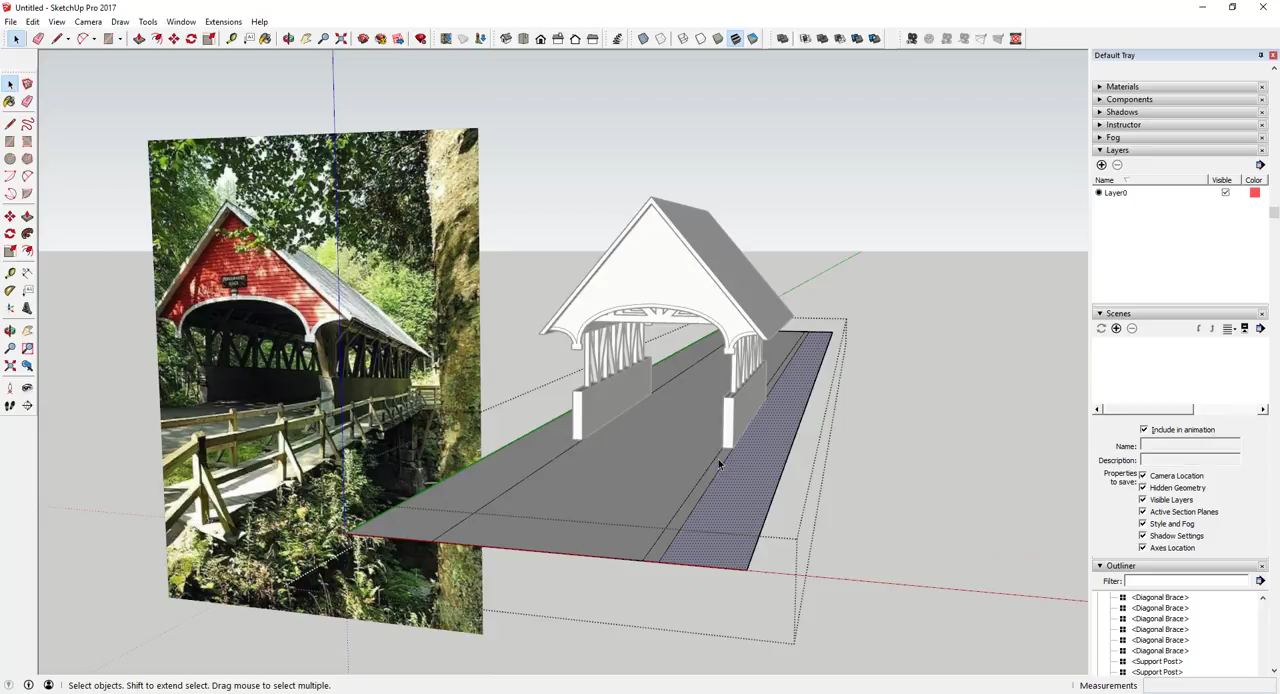 Untitled - SketchUp Pro 2017
File Edit View Camera Draw Tools Window Extensions Help
Default Tray
Materials
Components
Shadows
Instructor
Fog
Layers
Name Visible Color
Layer0
Scenes
Include in animation
Name:
Description:
Properties to save:
Camera Location
Hidden Geometry
Visible Layers
Active Section Planes
Style and Fog
Shadow Settings
Axes Location
Outliner
Filter:
<Diagonal Brace>
<Diagonal Brace>
<Diagonal Brace>
<Diagonal Brace>
<Diagonal Brace>
<Diagonal Brace>
<Support Post>
<Support Post>
Select objects. Shift to extend select. Drag mouse to select multiple.
Measurements